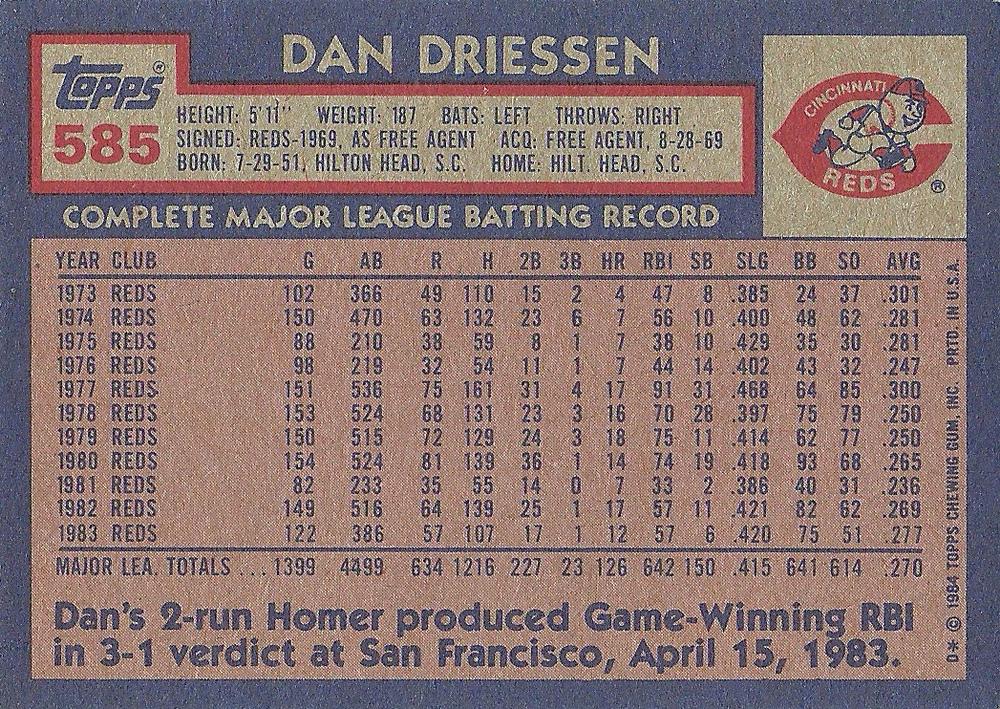 DAN DRIESSEN
Topps®
585
HEIGHT: 5'11" WEIGHT: 187 BATS: LEFT THROWS: RIGHT
SIGNED: REDS-1969, AS FREE AGENT ACQ: FREE AGENT, 8-28-69
BORN: 7-29-51, HILTON HEAD, S.C. HOME: HILT. HEAD, S.C.
CINCINNATI
REDS
®
COMPLETE MAJOR LEAGUE BATTING RECORD
YEAR CLUB G AB R H 2B 3B HR RBI SB SLG BB SO AVG
1973 REDS 102 366 49 110 15 2 4 47 8 .385 24 37 .301
1974 REDS 150 470 63 132 23 6 7 56 10 .400 48 62 .281
1975 REDS 88 210 38 59 8 1 7 38 10 .429 35 30 .281
1976 REDS 98 219 32 54 11 1 7 44 14 .402 43 32 .247
1977 REDS 151 536 75 161 31 4 17 91 31 .468 64 85 .300
1978 REDS 153 524 68 131 23 3 16 70 28 .397 75 79 .250
1979 REDS 150 515 72 129 24 3 18 75 11 .414 62 77 .250
1980 REDS 154 524 81 139 36 1 14 74 19 .418 93 68 .265
1981 REDS 82 233 35 55 14 0 7 33 2 .386 40 31 .236
1982 REDS 149 516 64 139 25 1 17 57 11 .421 82 62 .269
1983 REDS 122 386 57 107 17 1 12 57 6 .420 75 51 .277
MAJOR LEA. TOTALS ... 1399 4499 634 1216 227 23 126 642 150 .415 641 614 .270
Dan's 2-run Homer produced Game-Winning RBI
in 3-1 verdict at San Francisco, April 15, 1983.
D* © 1984 TOPPS CHEWING GUM, INC. PRTD. IN U.S.A.